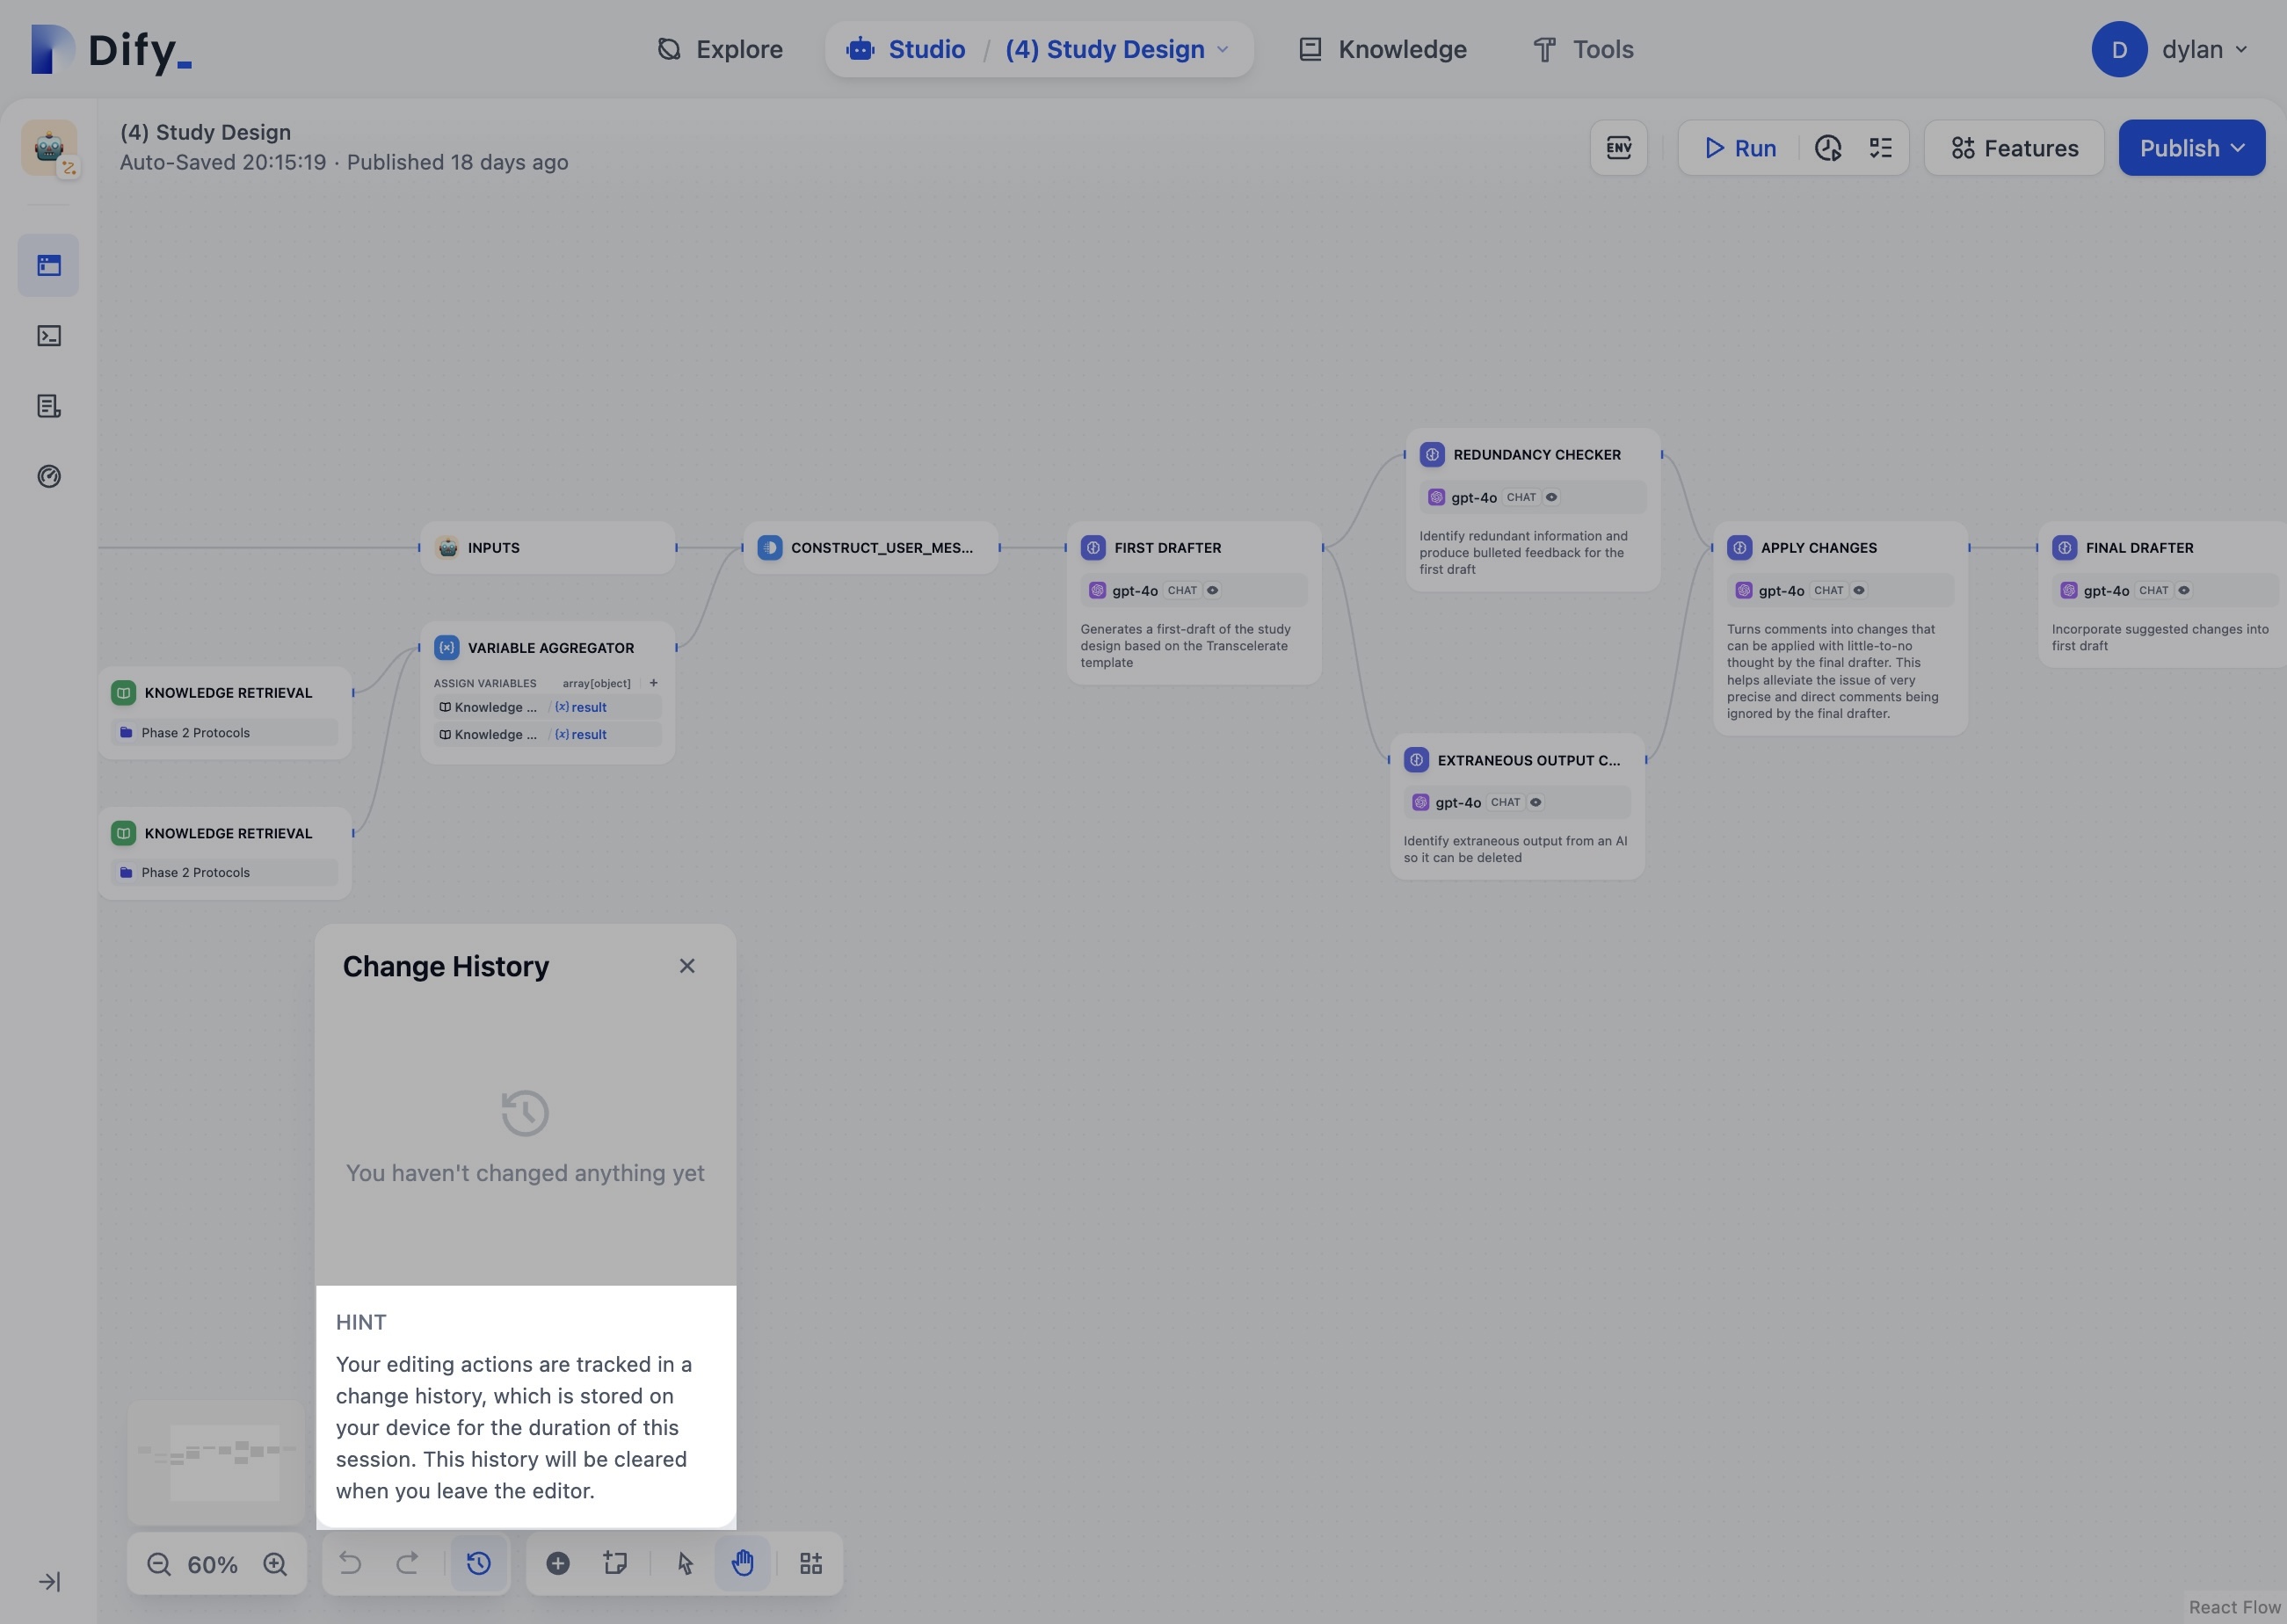 Dify_
Explore
Studio / (4) Study Design
Knowledge
Tools
D dylan
(4) Study Design
Auto-Saved 20:15:19 · Published 18 days ago
ENV
Run
Features
Publish
REDUNDANCY CHECKER
gpt-4o CHAT
Identify redundant information and
produce bulleted feedback for the
first draft
INPUTS
CONSTRUCT_USER_MES...
FIRST DRAFTER
gpt-4o CHAT
Generates a first-draft of the study
design based on the Transcelerate
template
APPLY CHANGES
gpt-4o CHAT
Turns comments into changes that
can be applied with little-to-no
thought by the final drafter. This
helps alleviate the issue of very
precise and direct comments being
ignored by the final drafter.
FINAL DRAFTER
gpt-4o CHAT
Incorporate suggested changes into
first draft
VARIABLE AGGREGATOR
ASSIGN VARIABLES array[object] +
Knowledge ... / {x} result
Knowledge ... / {x} result
KNOWLEDGE RETRIEVAL
Phase 2 Protocols
KNOWLEDGE RETRIEVAL
Phase 2 Protocols
EXTRANEOUS OUTPUT C...
gpt-4o CHAT
Identify extraneous output from an AI
so it can be deleted
Change History
You haven't changed anything yet
HINT
Your editing actions are tracked in a
change history, which is stored on
your device for the duration of this
session. This history will be cleared
when you leave the editor.
60%
React Flow